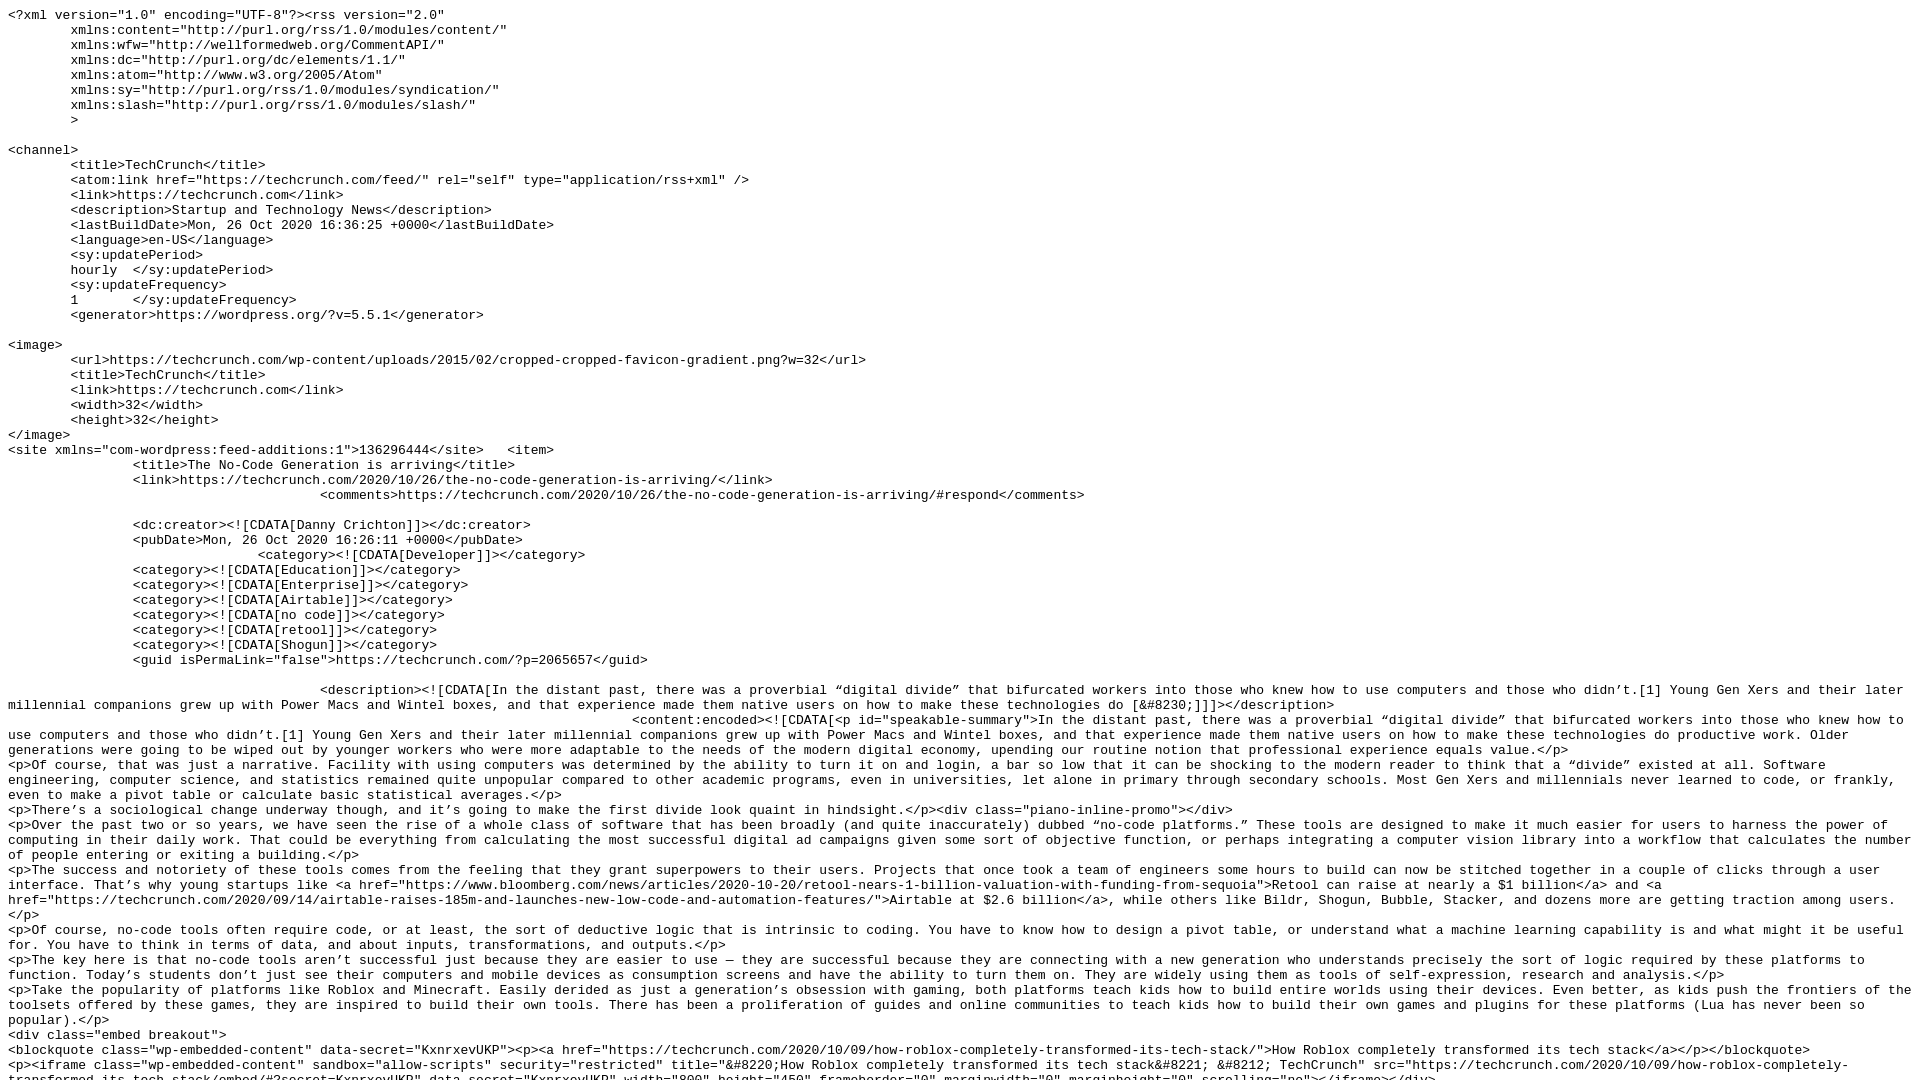 <?xml version="1.0" encoding="UTF-8"?><rss version="2.0"
xmlns:content="http://purl.org/rss/1.0/modules/content/"
xmlns:wfw="http://wellformedweb.org/CommentAPI/"
xmlns:dc="http://purl.org/dc/elements/1.1/"
xmlns:atom="http://www.w3.org/2005/Atom"
xmlns:sy="http://purl.org/rss/1.0/modules/syndication/"
xmlns:slash="http://purl.org/rss/1.0/modules/slash/"
>
<channel>
<title>TechCrunch</title>
<atom:link href="https://techcrunch.com/feed/" rel="self" type="application/rss+xml" />
<link>https://techcrunch.com</link>
<description>Startup and Technology News</description>
<lastBuildDate>Mon, 26 Oct 2020 16:36:25 +0000</lastBuildDate>
<language>en-US</language>
<sy:updatePeriod>
hourly  </sy:updatePeriod>
<sy:updateFrequency>
1       </sy:updateFrequency>
<generator>https://wordpress.org/?v=5.5.1</generator>
<image>
<url>https://techcrunch.com/wp-content/uploads/2015/02/cropped-cropped-favicon-gradient.png?w=32</url>
<title>TechCrunch</title>
<link>https://techcrunch.com</link>
<width>32</width>
<height>32</height>
</image>
<site xmlns="com-wordpress:feed-additions:1">136296444</site>   <item>
<title>The No-Code Generation is arriving</title>
<link>https://techcrunch.com/2020/10/26/the-no-code-generation-is-arriving/</link>
<comments>https://techcrunch.com/2020/10/26/the-no-code-generation-is-arriving/#respond</comments>
<dc:creator><![CDATA[Danny Crichton]]></dc:creator>
<pubDate>Mon, 26 Oct 2020 16:26:11 +0000</pubDate>
<category><![CDATA[Developer]]></category>
<category><![CDATA[Education]]></category>
<category><![CDATA[Enterprise]]></category>
<category><![CDATA[Airtable]]></category>
<category><![CDATA[no code]]></category>
<category><![CDATA[retool]]></category>
<category><![CDATA[Shogun]]></category>
<guid isPermaLink="false">https://techcrunch.com/?p=2065657</guid>
<description><![CDATA[In the distant past, there was a proverbial “digital divide” that bifurcated workers into those who knew how to use computers and those who didn’t.[1] Young Gen Xers and their later
millennial companions grew up with Power Macs and Wintel boxes, and that experience made them native users on how to make these technologies do [&#8230;]]]></description>
<content:encoded><![CDATA[<p id="speakable-summary">In the distant past, there was a proverbial “digital divide” that bifurcated workers into those who knew how to
use computers and those who didn’t.[1] Young Gen Xers and their later millennial companions grew up with Power Macs and Wintel boxes, and that experience made them native users on how to make these technologies do productive work. Older
generations were going to be wiped out by younger workers who were more adaptable to the needs of the modern digital economy, upending our routine notion that professional experience equals value.</p>
<p>Of course, that was just a narrative. Facility with using computers was determined by the ability to turn it on and login, a bar so low that it can be shocking to the modern reader to think that a “divide” existed at all. Software
engineering, computer science, and statistics remained quite unpopular compared to other academic programs, even in universities, let alone in primary through secondary schools. Most Gen Xers and millennials never learned to code, or frankly,
even to make a pivot table or calculate basic statistical averages.</p>
<p>There’s a sociological change underway though, and it’s going to make the first divide look quaint in hindsight.</p><div class="piano-inline-promo"></div>
<p>Over the past two or so years, we have seen the rise of a whole class of software that has been broadly (and quite inaccurately) dubbed “no-code platforms.” These tools are designed to make it much easier for users to harness the power of
computing in their daily work. That could be everything from calculating the most successful digital ad campaigns given some sort of objective function, or perhaps integrating a computer vision library into a workflow that calculates the number
of people entering or exiting a building.</p>
<p>The success and notoriety of these tools comes from the feeling that they grant superpowers to their users. Projects that once took a team of engineers some hours to build can now be stitched together in a couple of clicks through a user
interface. That’s why young startups like <a href="https://www.bloomberg.com/news/articles/2020-10-20/retool-nears-1-billion-valuation-with-funding-from-sequoia">Retool can raise at nearly a $1 billion</a> and <a
href="https://techcrunch.com/2020/09/14/airtable-raises-185m-and-launches-new-low-code-and-automation-features/">Airtable at $2.6 billion</a>, while others like Bildr, Shogun, Bubble, Stacker, and dozens more are getting traction among users.
</p>
<p>Of course, no-code tools often require code, or at least, the sort of deductive logic that is intrinsic to coding. You have to know how to design a pivot table, or understand what a machine learning capability is and what might it be useful
for. You have to think in terms of data, and about inputs, transformations, and outputs.</p>
<p>The key here is that no-code tools aren’t successful just because they are easier to use — they are successful because they are connecting with a new generation who understands precisely the sort of logic required by these platforms to
function. Today’s students don’t just see their computers and mobile devices as consumption screens and have the ability to turn them on. They are widely using them as tools of self-expression, research and analysis.</p>
<p>Take the popularity of platforms like Roblox and Minecraft. Easily derided as just a generation’s obsession with gaming, both platforms teach kids how to build entire worlds using their devices. Even better, as kids push the frontiers of the
toolsets offered by these games, they are inspired to build their own tools. There has been a proliferation of guides and online communities to teach kids how to build their own games and plugins for these platforms (Lua has never been so
popular).</p>
<div class="embed breakout">
<blockquote class="wp-embedded-content" data-secret="KxnrxevUKP"><p><a href="https://techcrunch.com/2020/10/09/how-roblox-completely-transformed-its-tech-stack/">How Roblox completely transformed its tech stack</a></p></blockquote>
<p><iframe class="wp-embedded-content" sandbox="allow-scripts" security="restricted" title="&#8220;How Roblox completely transformed its tech stack&#8221; &#8212; TechCrunch" src="https://techcrunch.com/2020/10/09/how-roblox-completely-
transformed-its-tech-stack/embed/#?secret=KxnrxevUKP" data-secret="KxnrxevUKP" width="800" height="450" frameborder="0" marginwidth="0" marginheight="0" scrolling="no"></iframe></div>